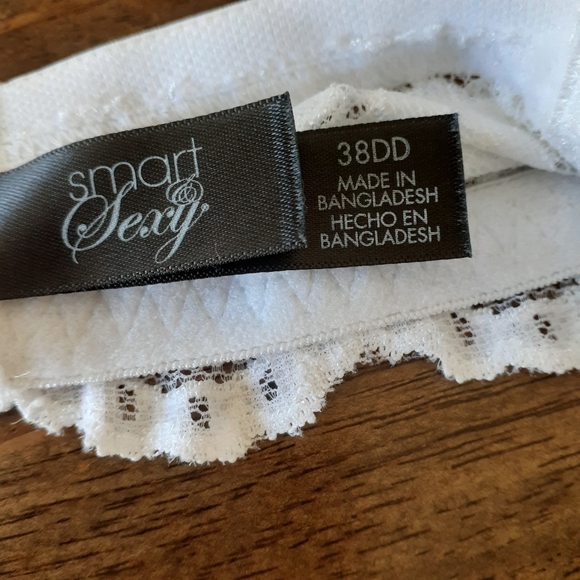 smart
& Sexy
38DD
MADE IN
BANGLADESH
HECHO EN
BANGLADESH